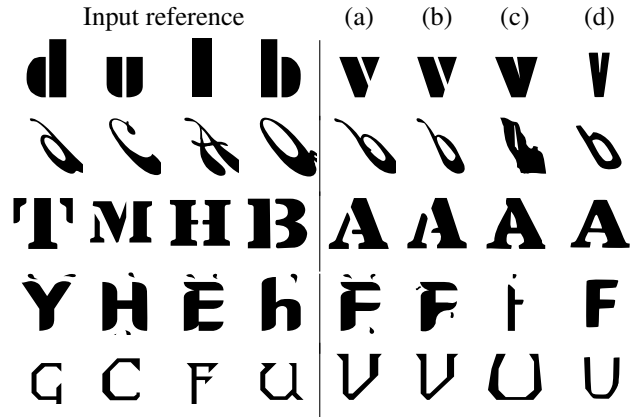 Input reference (a) (b) (c) (d)
d u l b v v v v
d C A O b b b
T M H B A A A A
Y H E h F F F
G C F U V V U U